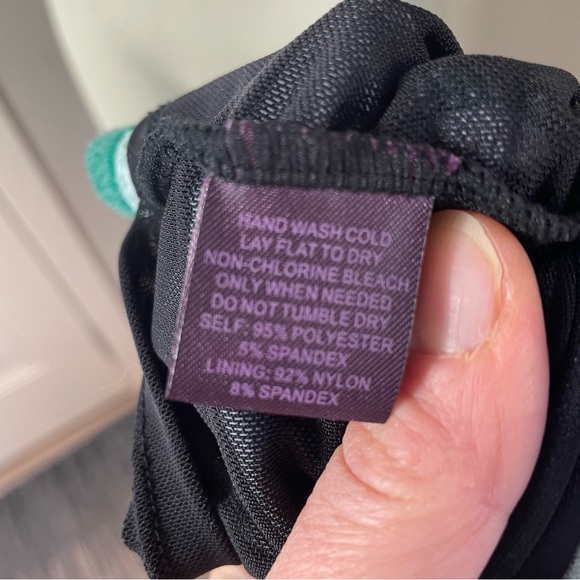 HAND WASH COLD
LAY FLAT TO DRY
NON-CHLORINE BLEACH
ONLY WHEN NEEDED
DO NOT TUMBLE DRY
SELF: 95% POLYESTER
5% SPANDEX
LINING: 92% NYLON
8% SPANDEX